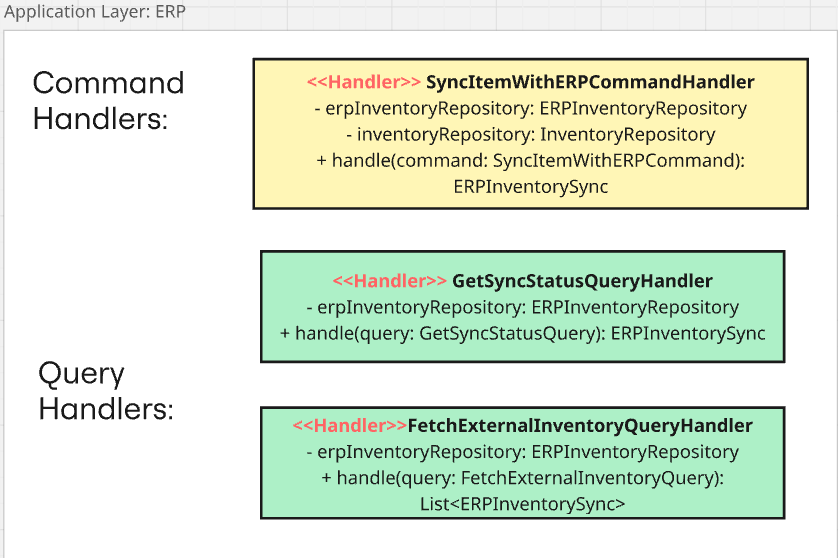 Application Layer: ERP
Command
Handlers:
<<Handler>> SyncItemWithERPCommandHandler
- erpInventoryRepository: ERPInventoryRepository
- inventoryRepository: InventoryRepository
+ handle(command: SyncItemWithERPCommand):
ERPInventorySync
<<Handler>> GetSyncStatusQueryHandler
- erpInventoryRepository: ERPInventoryRepository
+ handle(query: GetSyncStatusQuery): ERPInventorySync
Query
Handlers:
<<Handler>>FetchExternalInventoryQueryHandler
- erpInventoryRepository: ERPInventoryRepository
+ handle(query: FetchExternalInventoryQuery):
List<ERPInventorySync>